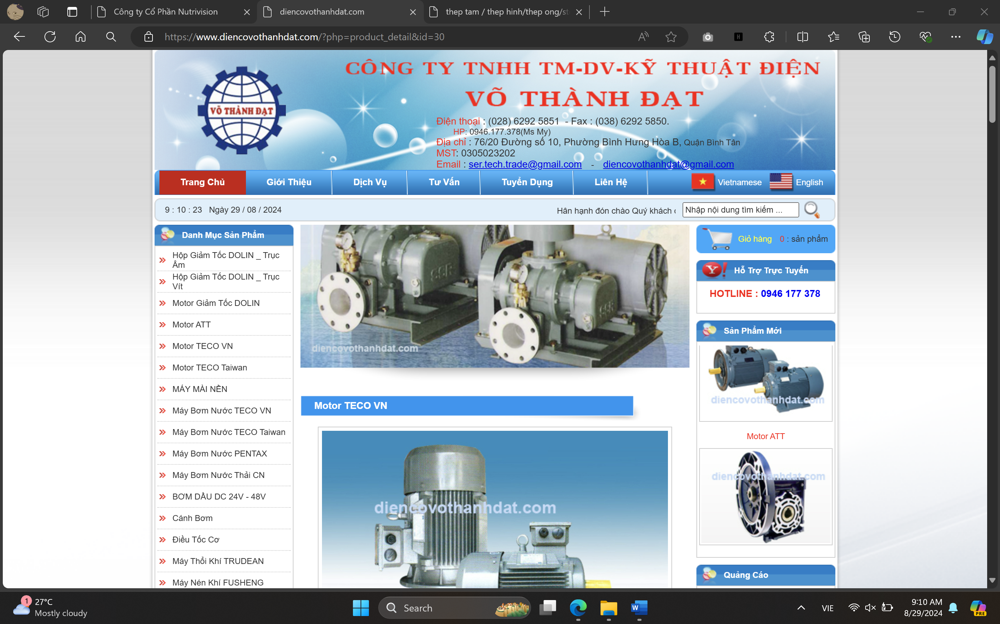 Công ty Cổ Phần Nutrivision
diencovothanhdat.com
thep tam / thep hinh/thep ong/st
https://www.diencovothanhdat.com/?php=product_detail&id=30
CÔNG TY TNHH TM-DV-KỸ THUẬT ĐIỆN
VÕ THÀNH ĐẠT
VÕ THÀNH ĐẠT
Điện thoại : (028) 6292 5851 - Fax : (038) 6292 5850.
HP: 0946.177.378(Ms My)
Địa chỉ : 76/20 Đường số 10, Phường Bình Hưng Hòa B, Quận Bình Tân
MST: 0305023202
Email : ser.tech.trade@gmail.com - diencovothanhdat@gmail.com
Trang Chủ Giới Thiệu Dịch Vụ Tư Vấn Tuyển Dụng Liên Hệ Vietnamese English
9 : 10 : 23 Ngày 29 / 08 / 2024
Hân hạnh đón chào Quý khách
Nhập nội dung tìm kiếm ...
Danh Mục Sản Phẩm
Hộp Giảm Tốc DOLIN _ Trục
Âm
Hộp Giảm Tốc DOLIN _ Trục
Vít
Motor Giảm Tốc DOLIN
Motor ATT
Motor TECO VN
Motor TECO Taiwan
MÁY MÀI NỀN
Máy Bơm Nước TECO VN
Máy Bơm Nước TECO Taiwan
Máy Bơm Nước PENTAX
Máy Bơm Nước Thải CN
BƠM DẦU DC 24V - 48V
Cánh Bơm
Điều Tốc Cơ
Máy Thổi Khí TRUDEAN
Máy Nén Khí FUSHENG
diencovothanhdat.com
Motor TECO VN
diencovothanhdat.com
Giỏ hàng 0 : sản phẩm
Hỗ Trợ Trực Tuyến
HOTLINE : 0946 177 378
Sản Phẩm Mới
diencovothanhdat.com
Motor ATT
diencovothanhdat.com
Quảng Cáo
1
27°C
Mostly cloudy
Search
VIE
9:10 AM
8/29/2024
PRE